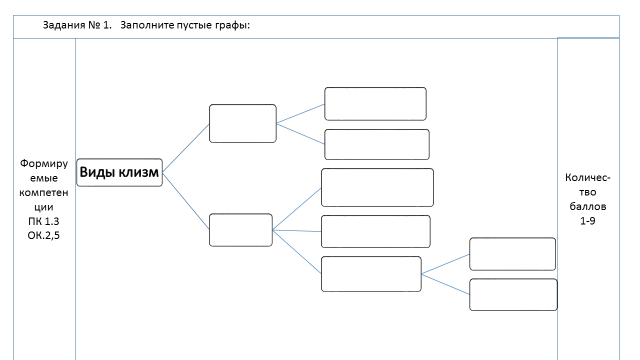 Задания № 1. Заполните пустые графы:
Формиру
емые
компетен
ции
ПК 1.3
ОК.2,5
Виды клизм
Количес-
тво
баллов
1-9